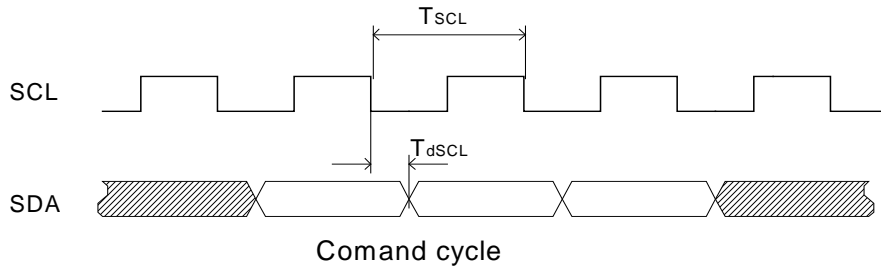 TSCL
SCL
TdSCL
SDA
Comand cycle